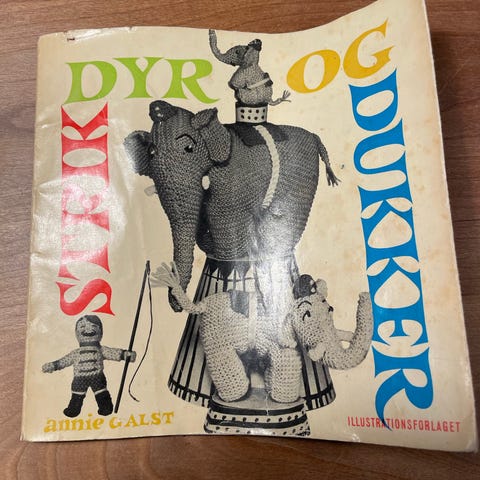 STRIK
DYR
OG
DUKKER
annie GALST
ILLUSTRATIONSFORLAGET